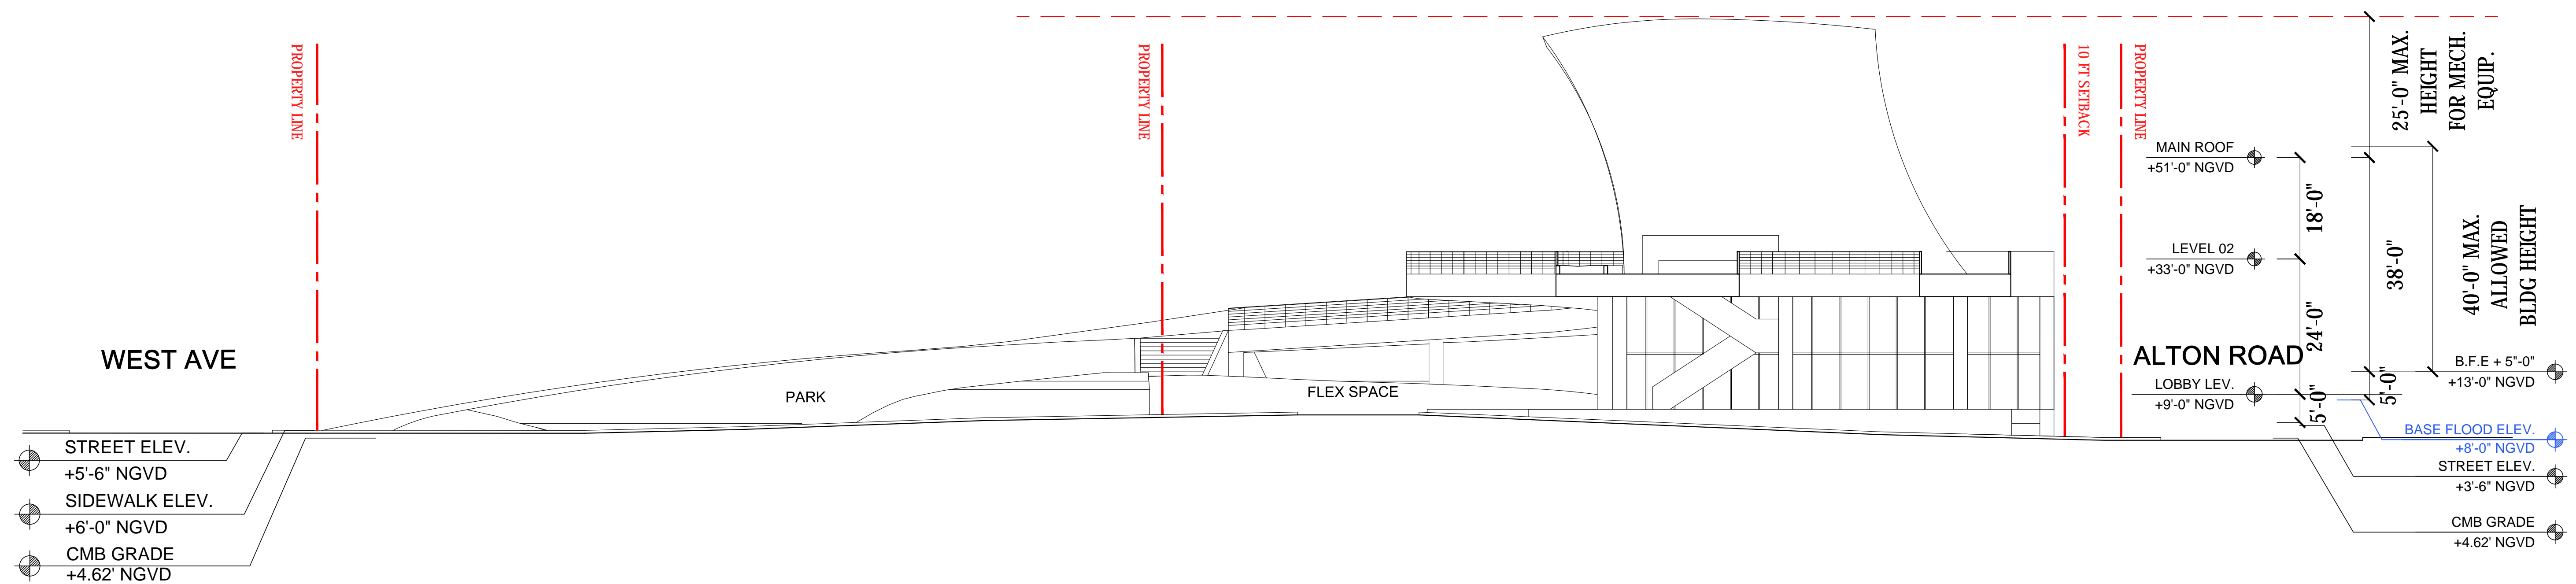 PROPERTY LINE
PROPERTY LINE
10 FT SETBACK
PROPERTY LINE
25'-0" MAX.
HEIGHT
FOR MECH.
EQUIP.
MAIN ROOF
+51'-0" NGVD
18'-0"
LEVEL 02
+33'-0" NGVD
38'-0"
40'-0" MAX.
ALLOWED
BLDG HEIGHT
24'-0"
WEST AVE
PARK
FLEX SPACE
ALTON ROAD
B.F.E + 5"-0"
+13'-0" NGVD
LOBBY LEV.
+9'-0" NGVD
5'-0"
5'-0"
BASE FLOOD ELEV.
+8'-0" NGVD
STREET ELEV.
+3'-6" NGVD
CMB GRADE
+4.62' NGVD
STREET ELEV.
+5'-6" NGVD
SIDEWALK ELEV.
+6'-0" NGVD
CMB GRADE
+4.62' NGVD